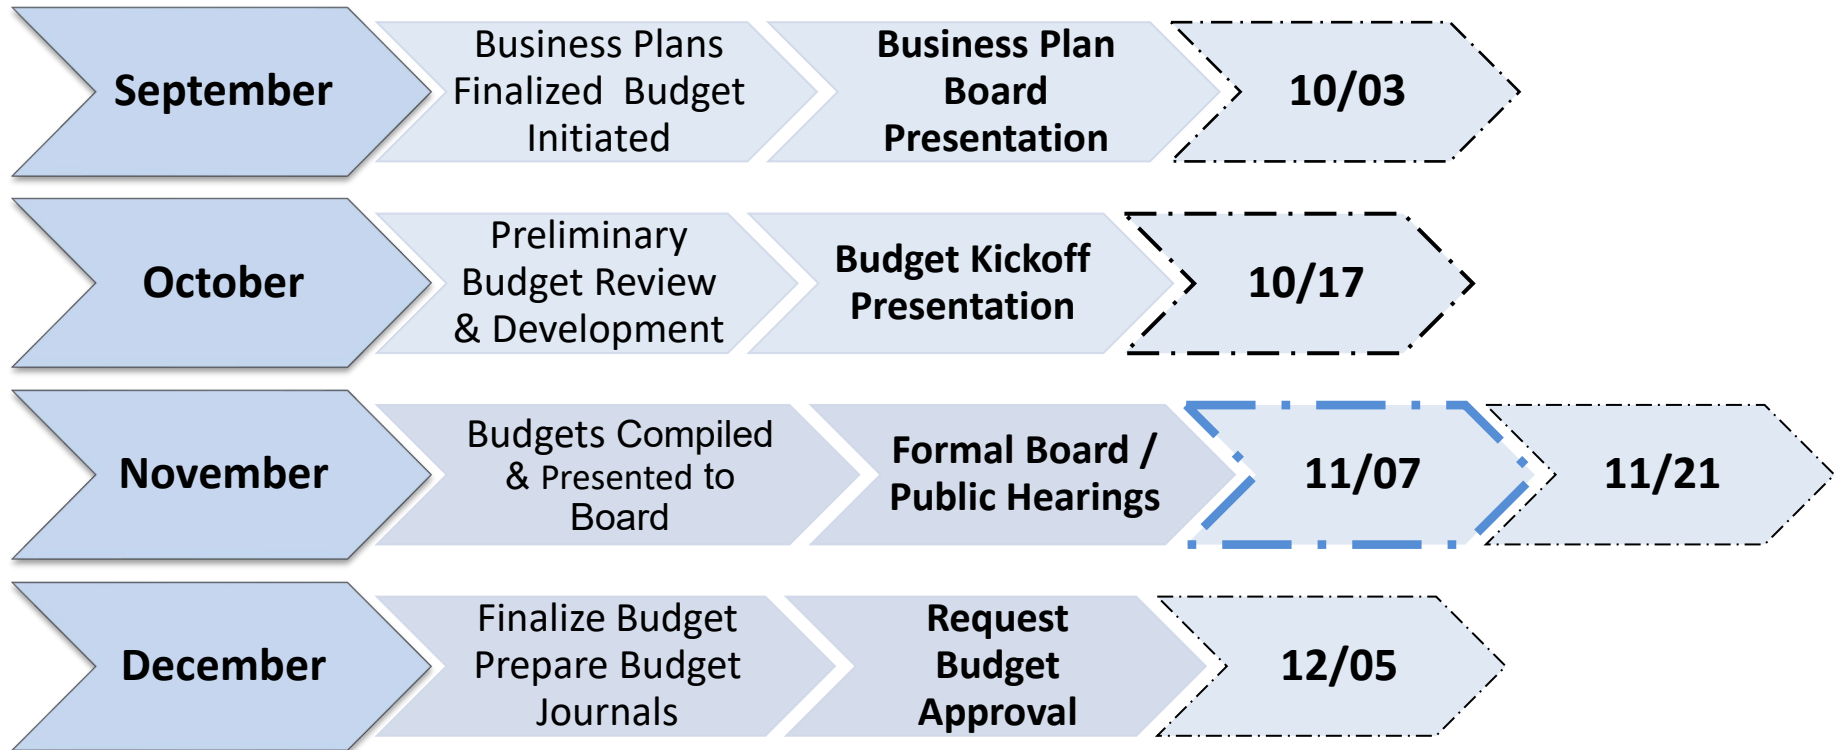 September
Business Plans
Finalized  Budget
Initiated
Business Plan
Board
Presentation
10/03
October
Preliminary
Budget Review
& Development
Budget Kickoff
Presentation
10/17
November
Budgets Compiled
& Presented to
Board
Formal Board /
Public Hearings
11/07
11/21
December
Finalize Budget
Prepare Budget
Journals
Request
Budget
Approval
12/05